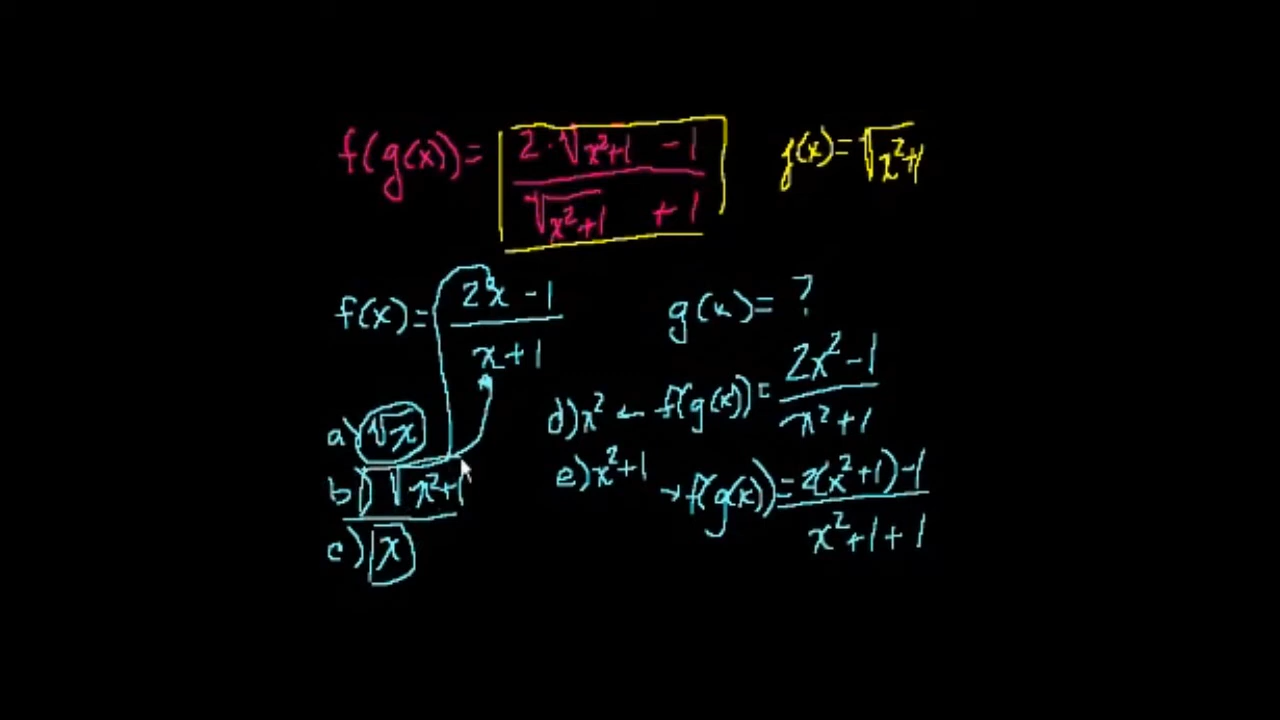 f(g(x)) = (2·√(x²+1) - 1)/(√(x²+1) + 1)
g(x) = √(x²+1)
f(x) = (2x - 1)/(x+1)
g(x) = ?
a) √x
b) √(x²+1)
c) x
d) x² ← f(g(x)) = (2x² - 1)/(x²+1)
e) x²+1 → f(g(x)) = (2(x²+1) - 1)/(x²+1+1)